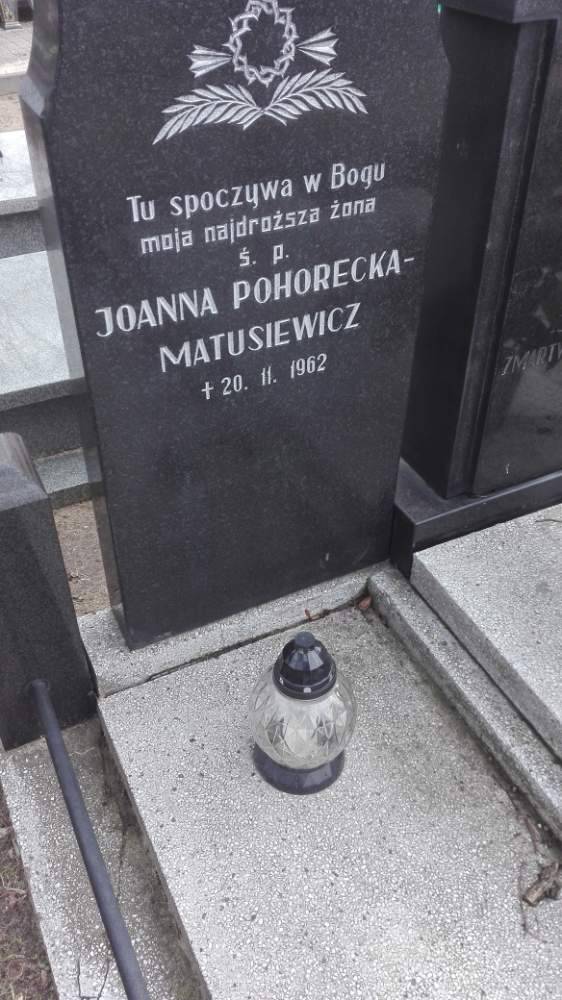 Tu spoczywa w Bogu
moja najdroższa żona
ś. p.
JOANNA POHORECKA-
MATUSIEWICZ
✝ 20. 11. 1962